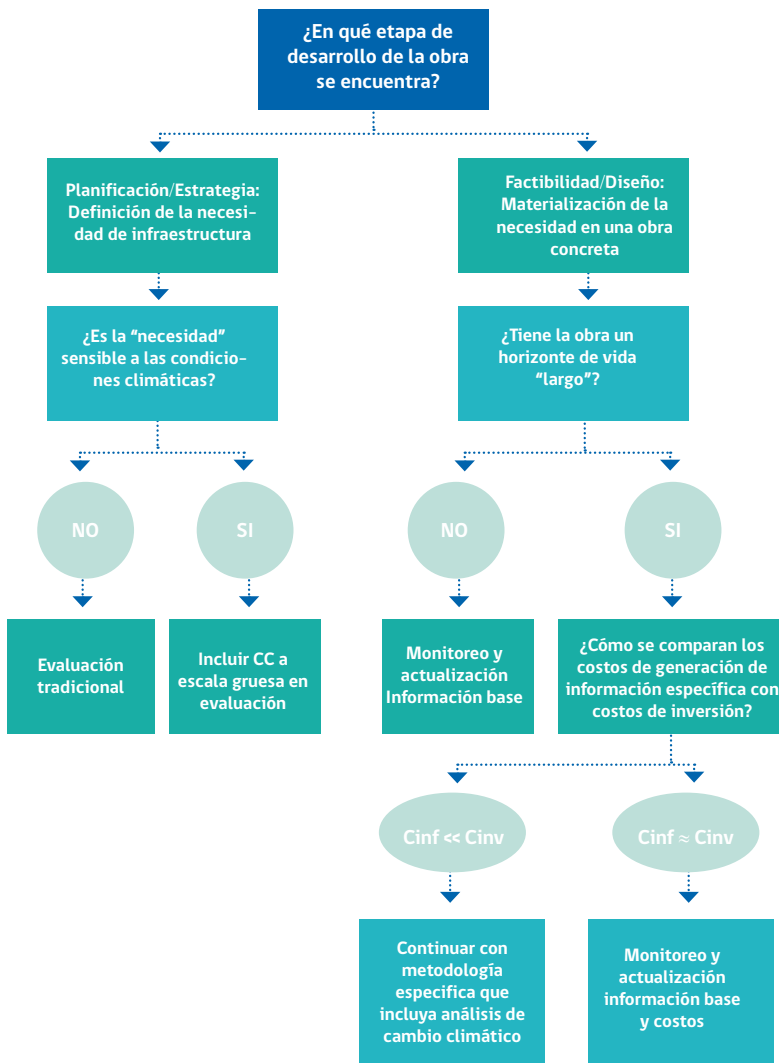 ¿En qué etapa de
desarrollo de la obra
se encuentra?
Planificación/Estrategia:
Definición de la necesi-
dad de infraestructura
Factibilidad/Diseño:
Materialización de la
necesidad en una obra
concreta
¿Es la "necesidad"
sensible a las condicio-
nes climáticas?
¿Tiene la obra un
horizonte de vida
"largo"?
NO
SI
NO
SI
Evaluación
tradicional
Incluir CC a
escala gruesa en
evaluación
Monitoreo y
actualización
Información base
¿Cómo se comparan los
costos de generación de
información específica con
costos de inversión?
Cinf << Cinv
Cinf ≈ Cinv
Continuar con
metodología
especifica que
incluya análisis de
cambio climático
Monitoreo y
actualización
información base
y costos